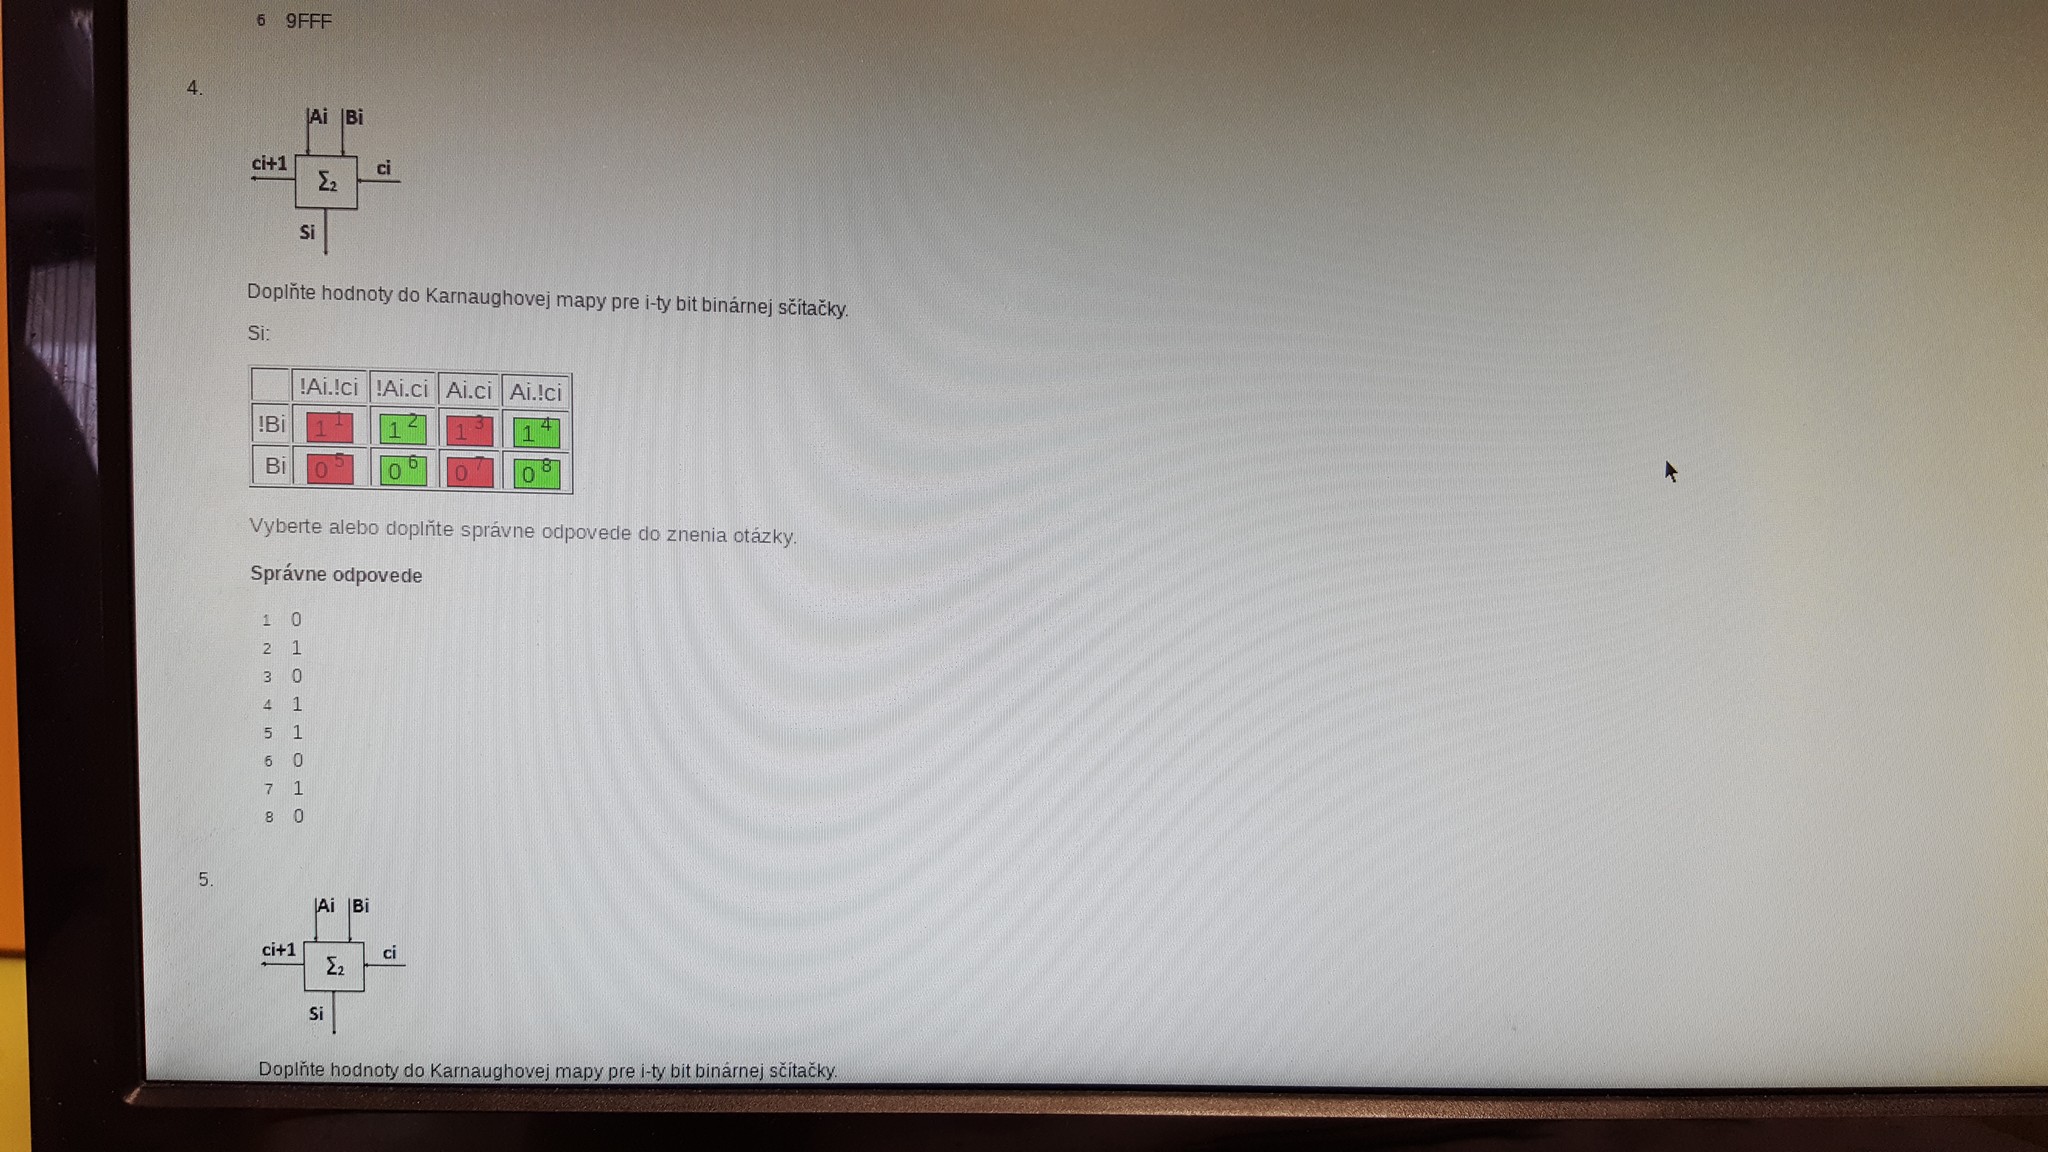 6 9FFF
4.
Ai Bi
ci+1 ci
Σ₂
Si
Doplňte hodnoty do Karnaughovej mapy pre i-ty bit binárnej sčítačky.
Si:
!Ai.!ci !Ai.ci Ai.ci Ai.!ci
!Bi 1 1 1 2 1 3 1 4
Bi 0 5 0 6 0 7 0 8
Vyberte alebo doplňte správne odpovede do znenia otázky.
Správne odpovede
1 0
2 1
3 0
4 1
5 1
6 0
7 1
8 0
5.
Ai Bi
ci+1 ci
Σ₂
Si
Doplňte hodnoty do Karnaughovej mapy pre i-ty bit binárnej sčítačky.